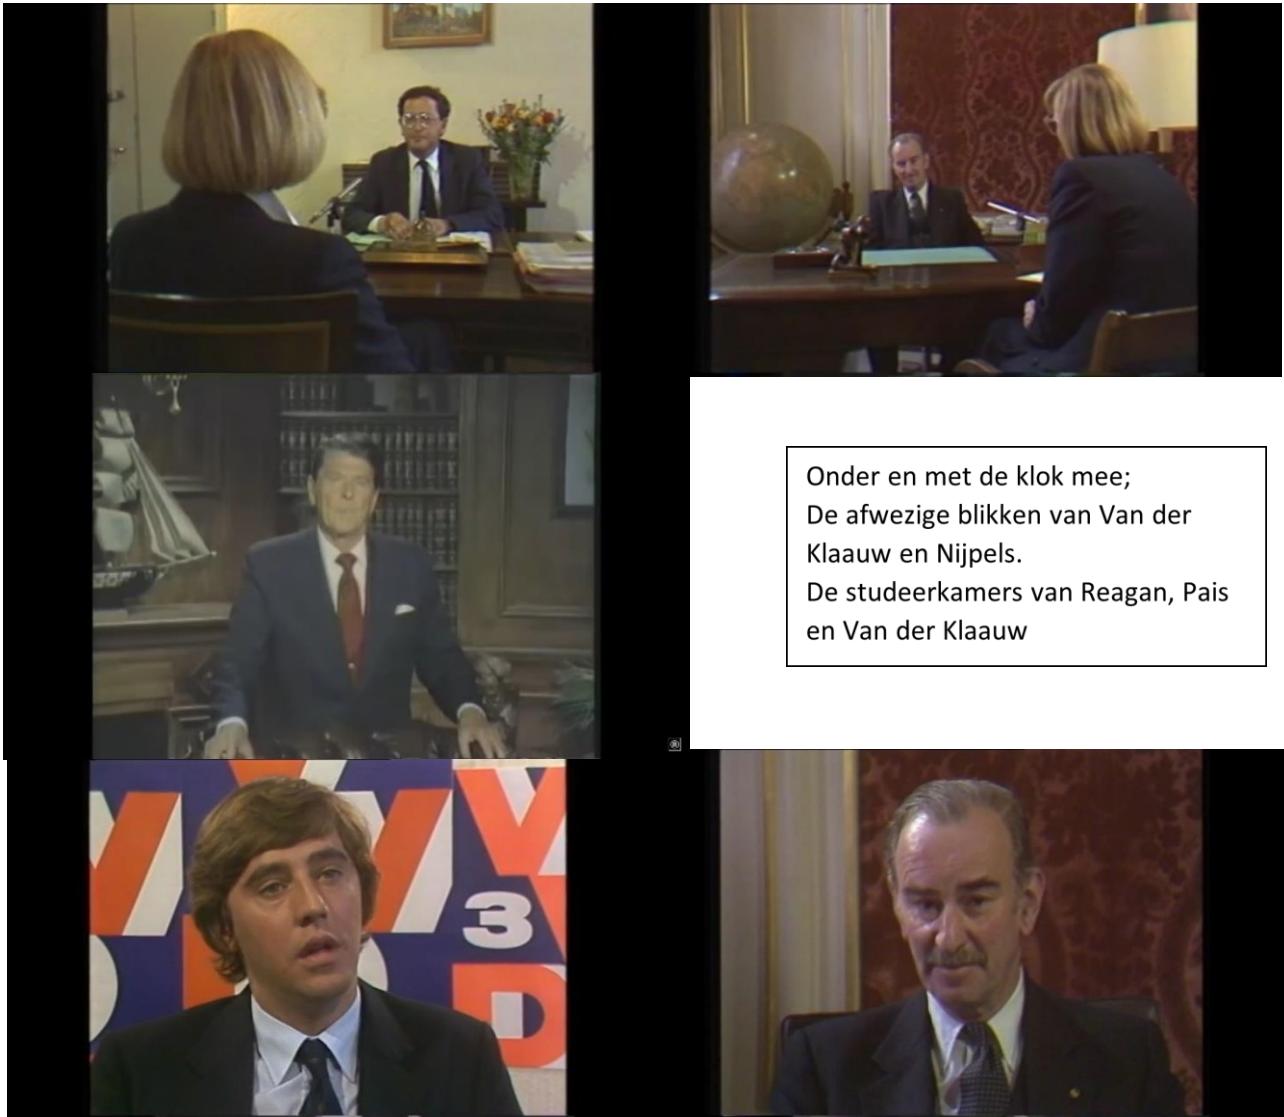 Onder en met de klok mee;
De afwezige blikken van Van der
Klaauw en Nijpels.
De studeerkamers van Reagan, Pais
en Van der Klaauw
V V V
V V 3 V
D D